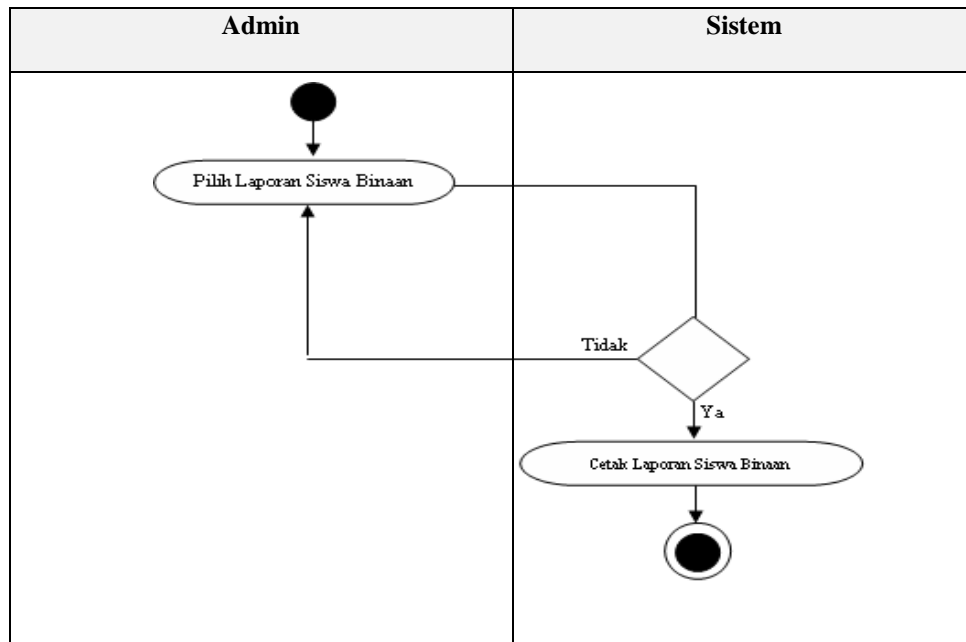 Admin
Sistem
Pilih Laporan Siswa Binaan
Tidak
Ya
Cetak Laporan Siswa Binaan